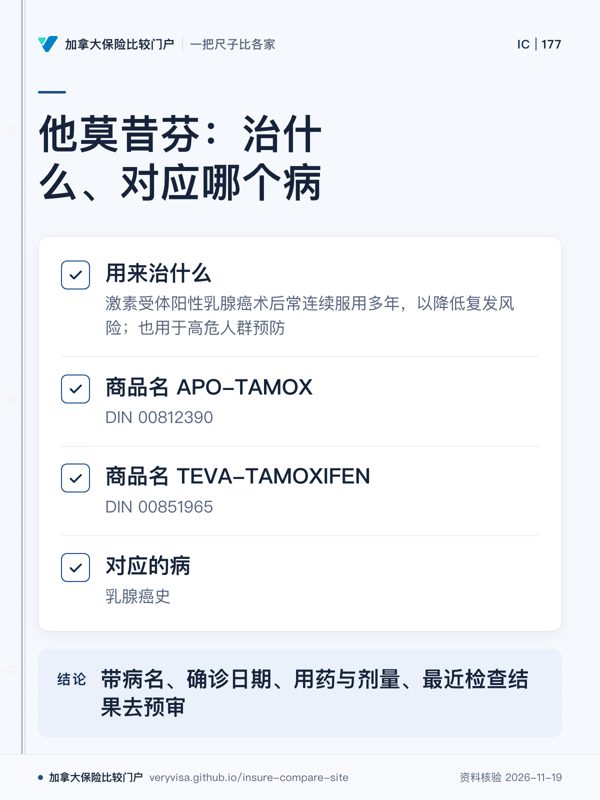 加拿大保险比较门户 | 一把尺子比各家
IC | 177
他莫昔芬：治什
么、对应哪个病
用来治什么
激素受体阳性乳腺癌术后常连续服用多年，以降低复发风
险；也用于高危人群预防
商品名 APO-TAMOX
DIN 00812390
商品名 TEVA-TAMOXIFEN
DIN 00851965
对应的病
乳腺癌史
结论
带病名、确诊日期、用药与剂量、最近检查结
果去预审
加拿大保险比较门户 veryvisa.github.io/insure-compare-site
资料核验 2026-11-19